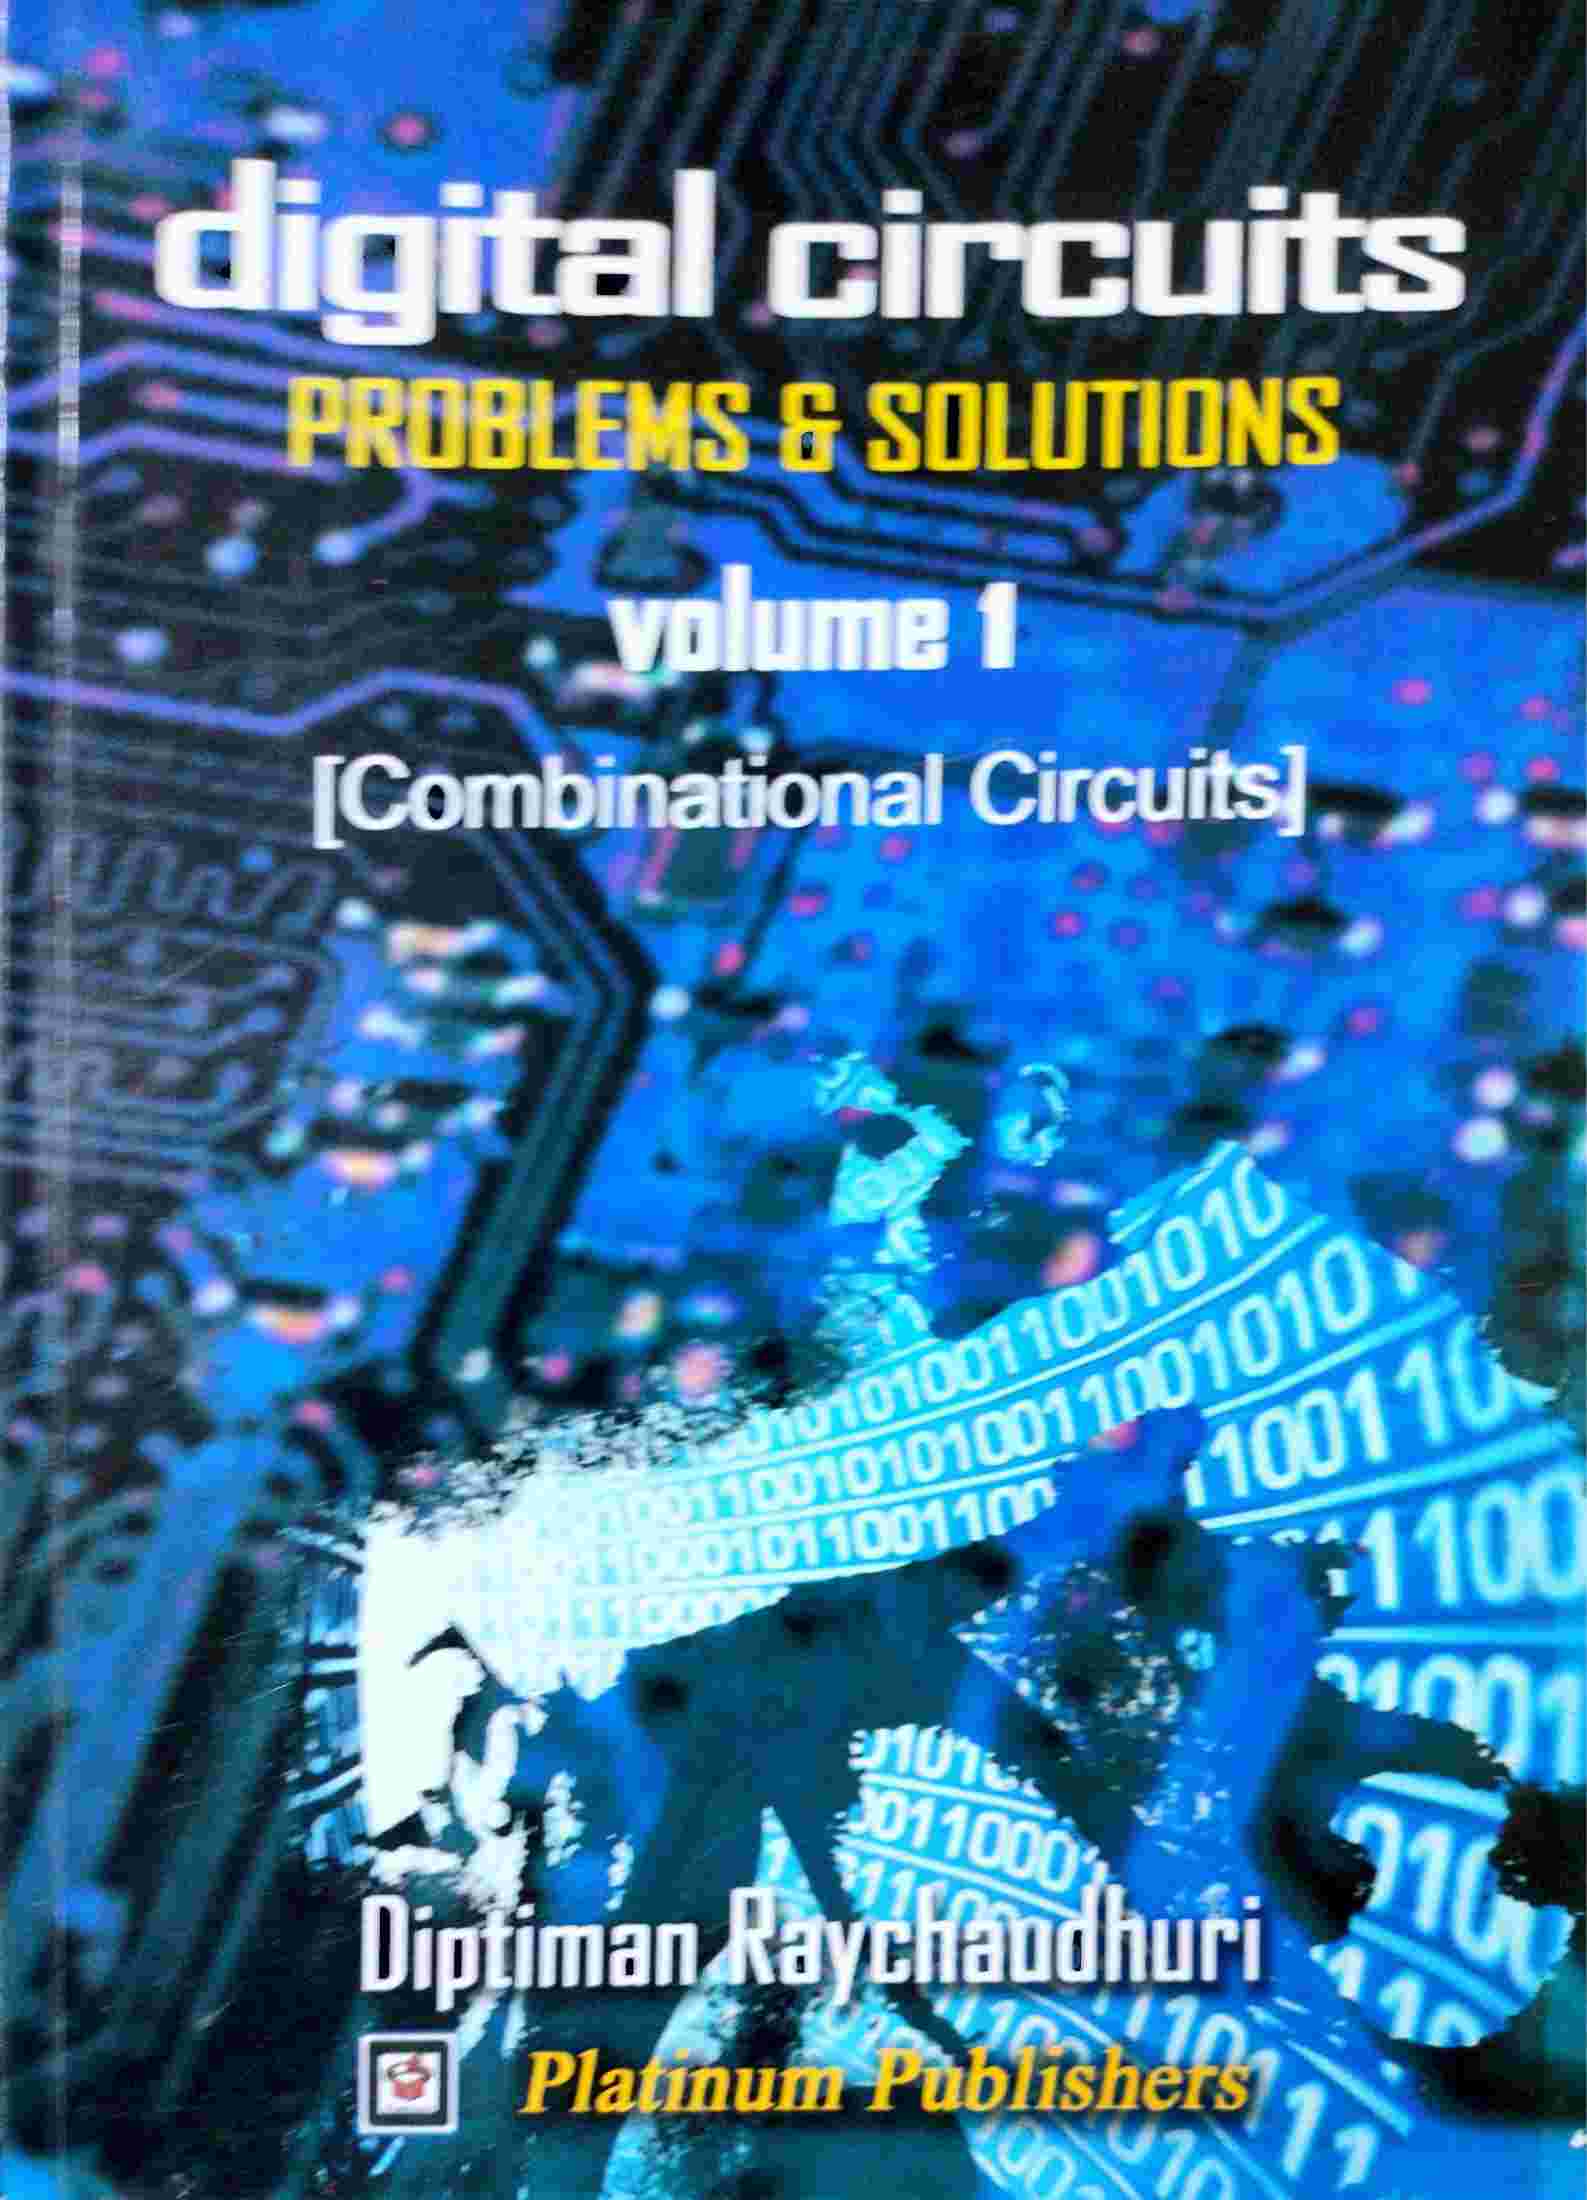 digital circuits
PROBLEMS & SOLUTIONS
volume 1
[Combinational Circuits]
Diptiman Raychaudhuri
Platinum Publishers